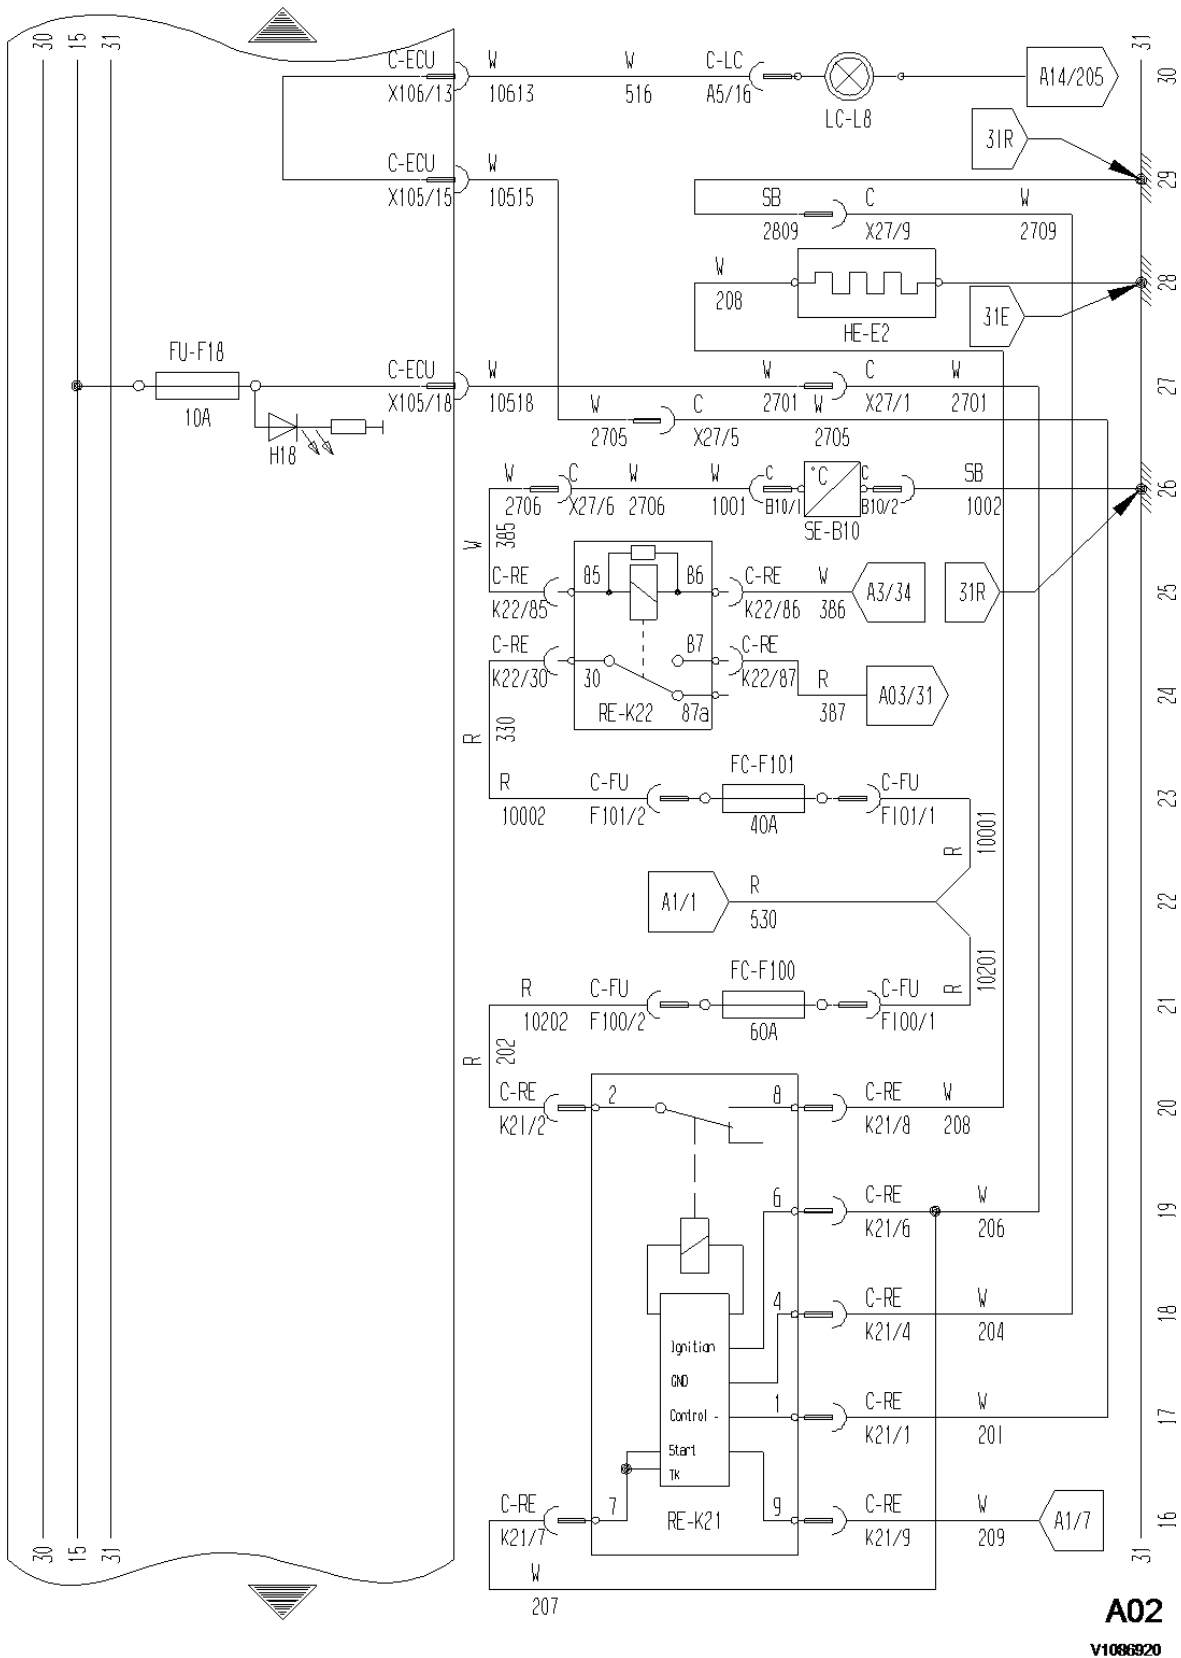 30
15
31
31
C-ECU
W
W
C-LC
X106/13
10613
516
A5/16
LC-L8
A14/205
30
31R
C-ECU
W
X105/15
10515
29
SB
C
W
2809
X27/9
2709
W
208
HE-E2
31E
28
FU-F18
10A
H18
C-ECU
W
X105/18
10518
W
C
W
2701
X27/1
2701
27
W
C
W
2705
X27/5
2705
W
C
W
W
C
°C
C
SB
2706
X27/6
2706
1001
B10/1
B10/2
1002
SE-B10
26
W
385
C-RE
85
86
C-RE
W
K22/85
K22/86
386
A3/34
31R
25
C-RE
87
C-RE
K22/30
30
K22/87
R
RE-K22
87a
387
A03/31
24
R
330
R
C-FU
FC-F101
C-FU
10002
F101/2
40A
F101/1
23
R
10001
A1/1
R
530
22
R
10201
R
C-FU
FC-F100
C-FU
10202
F100/2
60A
F100/1
21
R
202
C-RE
2
8
C-RE
W
K21/2
K21/8
208
20
6
C-RE
W
K21/6
206
19
4
C-RE
W
K21/4
204
18
Ignition
GND
Control -
Start
TK
1
C-RE
W
K21/1
201
17
C-RE
7
RE-K21
9
C-RE
W
K21/7
K21/9
209
A1/7
16
W
207
30
15
31
31
A02
V1086920